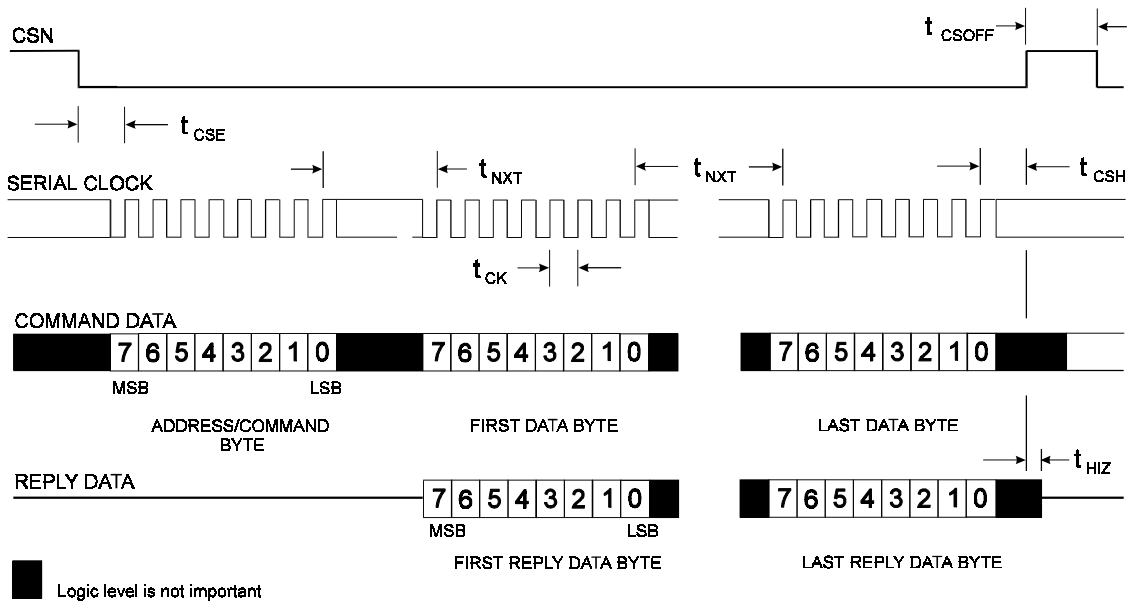 CSN
t CSOFF
t CSE
SERIAL CLOCK
t NXT
t NXT
t CSH
t CK
COMMAND DATA
7 6 5 4 3 2 1 0
7 6 5 4 3 2 1 0
7 6 5 4 3 2 1 0
MSB
LSB
ADDRESS/COMMAND
BYTE
FIRST DATA BYTE
LAST DATA BYTE
t HIZ
REPLY DATA
7 6 5 4 3 2 1 0
7 6 5 4 3 2 1 0
MSB
LSB
FIRST REPLY DATA BYTE
LAST REPLY DATA BYTE
Logic level is not important